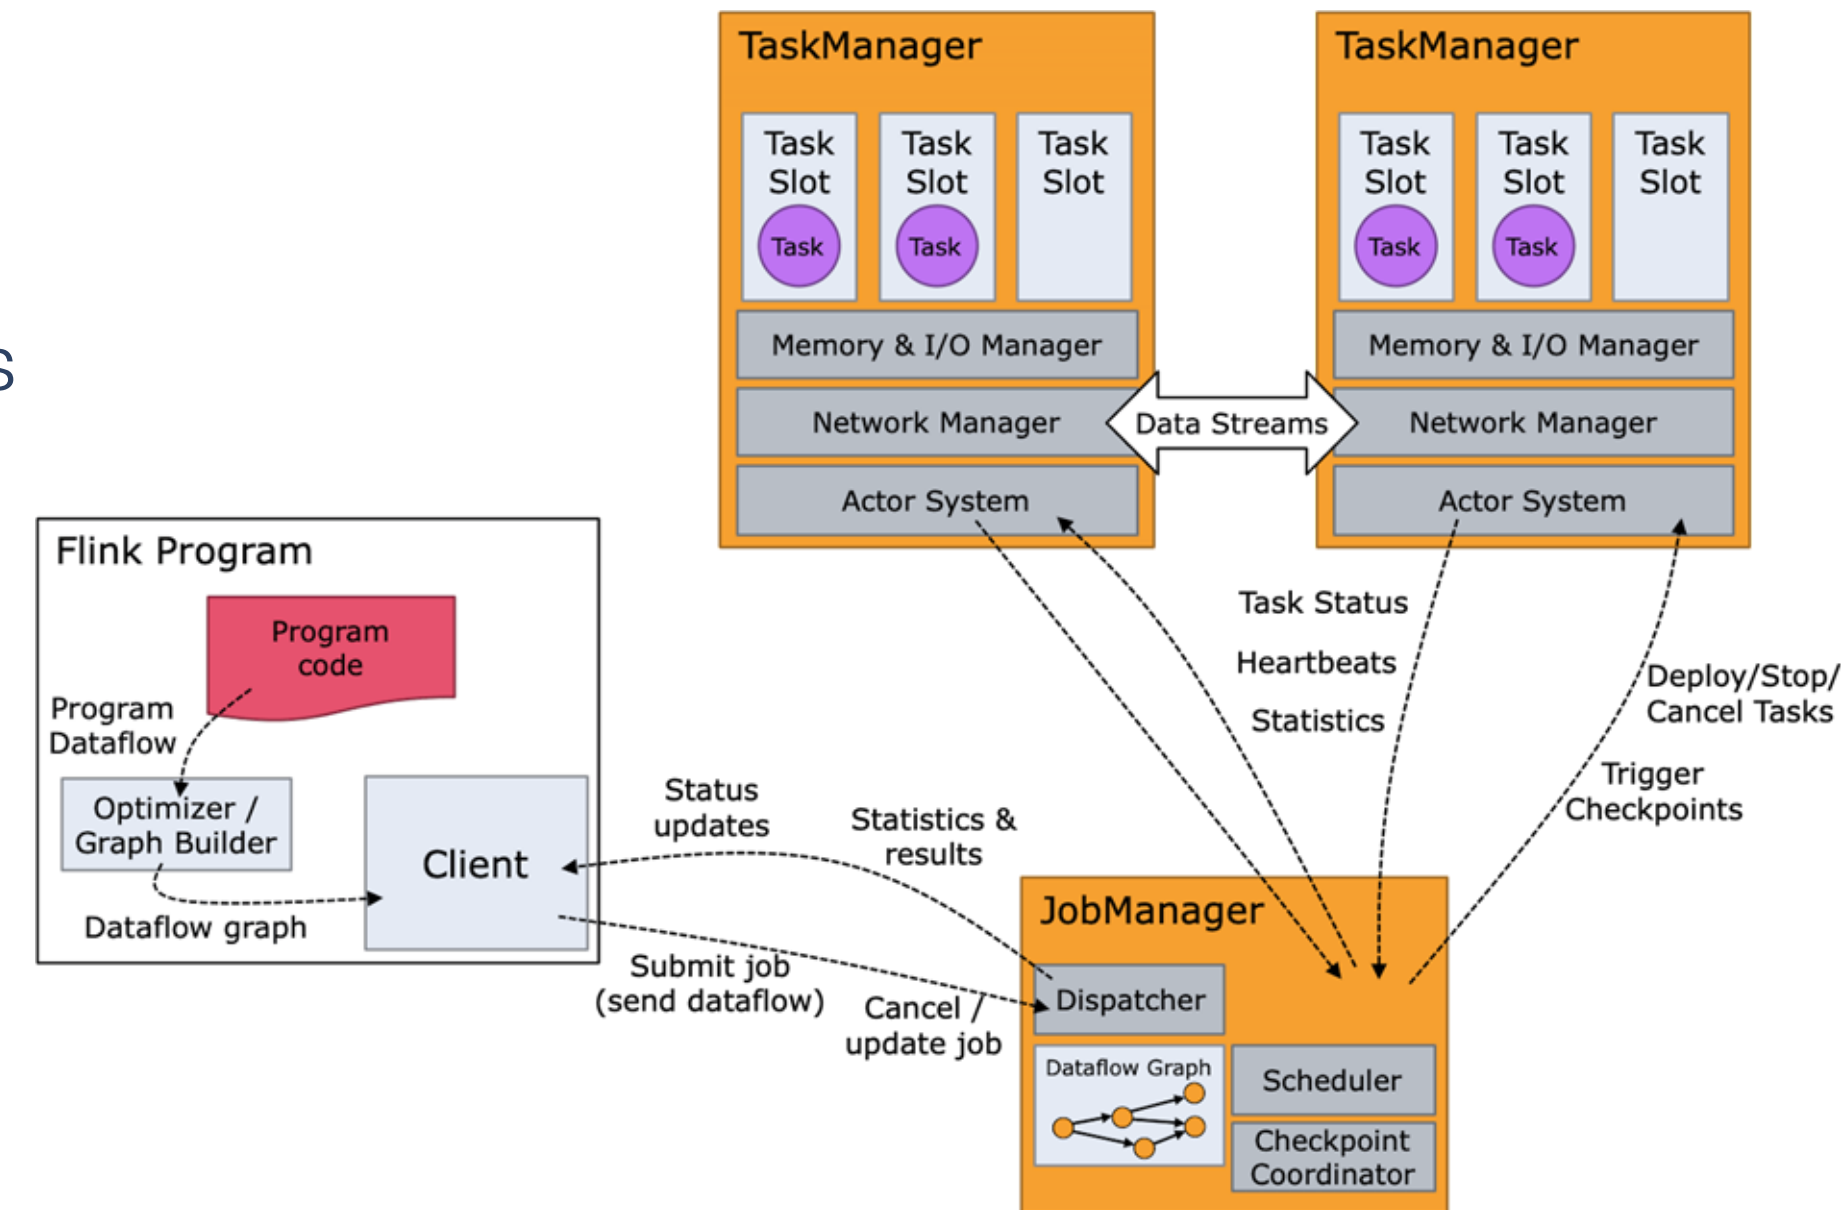 TaskManager
Task
Slot
Task
Task
Slot
Task
Task
Slot
Memory & I/O Manager
Network Manager
Actor System
TaskManager
Task
Slot
Task
Task
Slot
Task
Task
Slot
Memory & I/O Manager
Network Manager
Actor System
Data Streams
s
Flink Program
Program
code
Program
Dataflow
Optimizer /
Graph Builder
Dataflow graph
Client
Status
updates
Statistics &
results
Submit job
(send dataflow)
Cancel /
update job
Task Status
Heartbeats
Statistics
Deploy/Stop/
Cancel Tasks
Trigger
Checkpoints
JobManager
Dispatcher
Dataflow Graph
Scheduler
Checkpoint
Coordinator